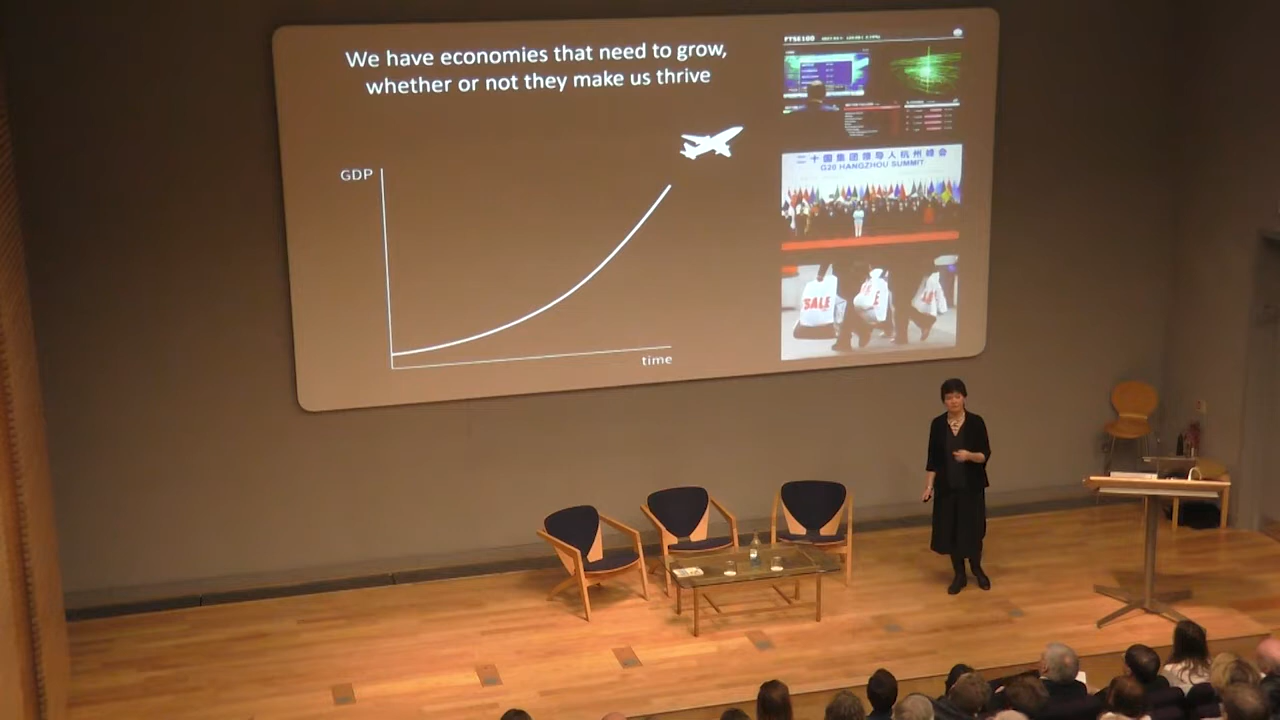 We have economies that need to grow,
whether or not they make us thrive
GDP
time
FTSE100
二十国集团领导人杭州峰会
G20 HANGZHOU SUMMIT
SALE